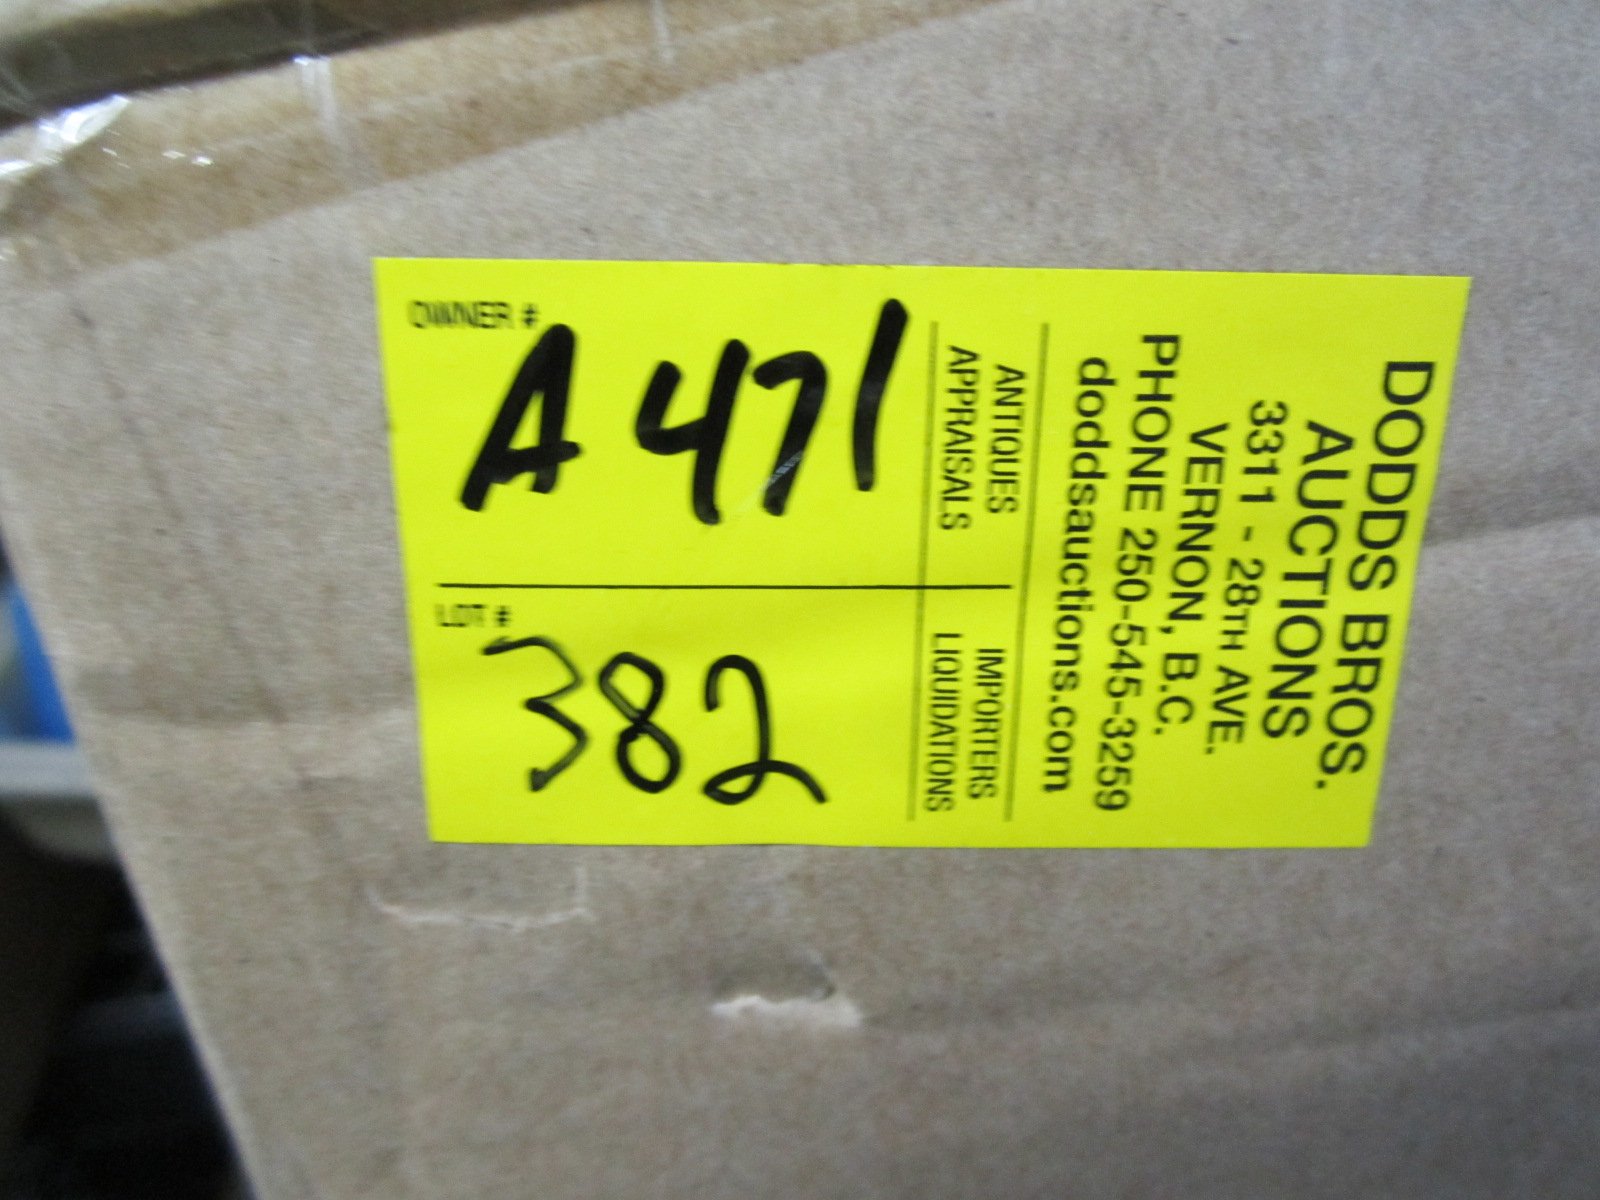 OWNER #
A471
LOT #
382
ANTIQUES
APPRAISALS
IMPORTERS
LIQUIDATIONS
DODDS BROS.
AUCTIONS
3311 - 28TH AVE.
VERNON, B.C.
PHONE 250-545-3259
doddsauctions.com